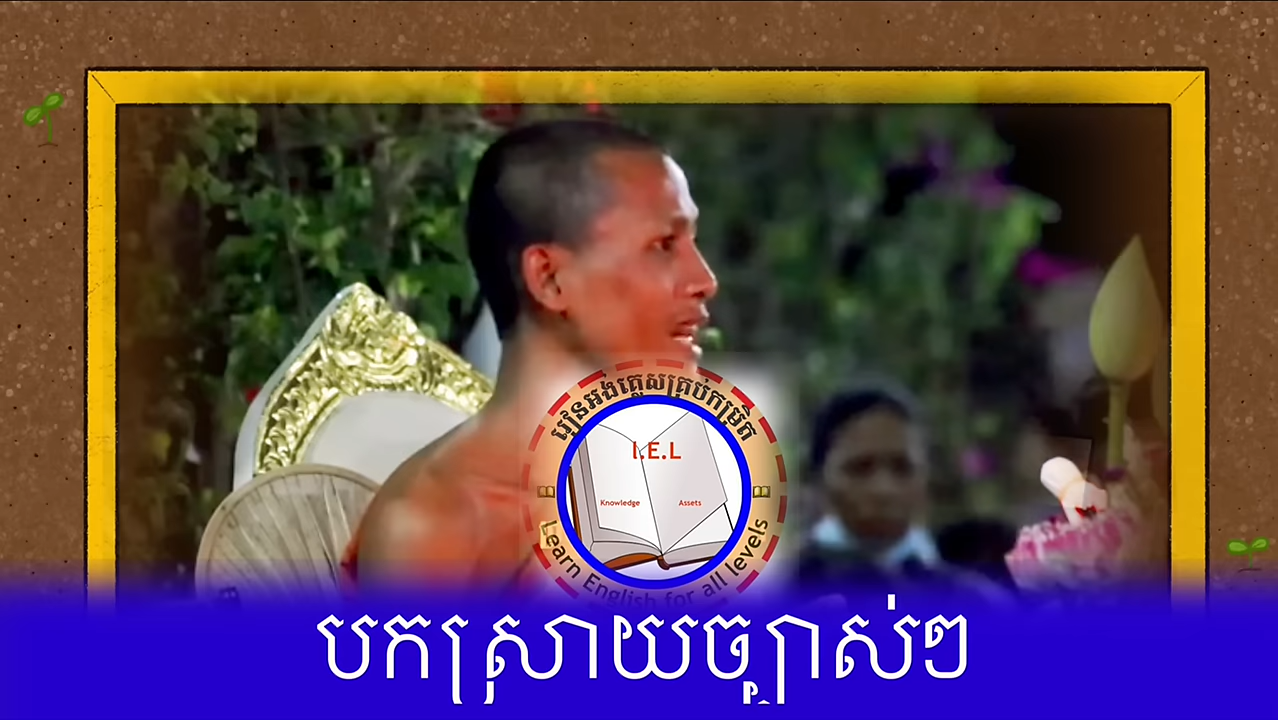 រៀនអង់គ្លេសគ្រប់កម្រិត
I.E.L
Knowledge Assets
Learn English for all levels
បកស្រាយច្បាស់ៗ